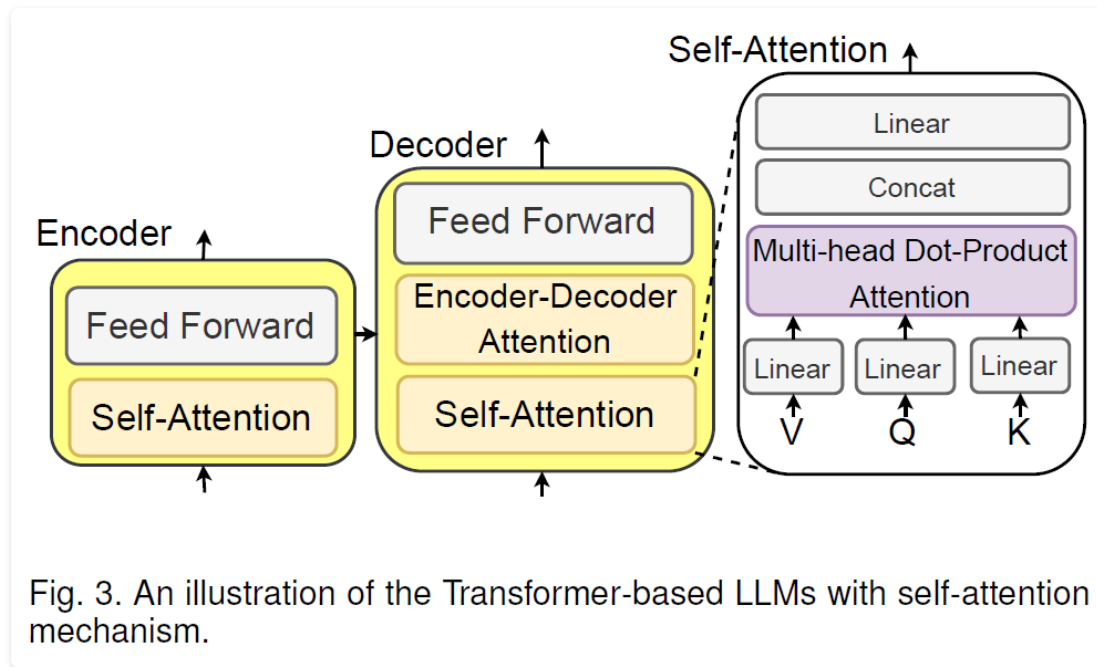 Encoder
Feed Forward
Self-Attention
Decoder
Feed Forward
Encoder-Decoder
Attention
Self-Attention
Self-Attention
Linear
Concat
Multi-head Dot-Product
Attention
Linear Linear Linear
V Q K
Fig. 3. An illustration of the Transformer-based LLMs with self-attention
mechanism.